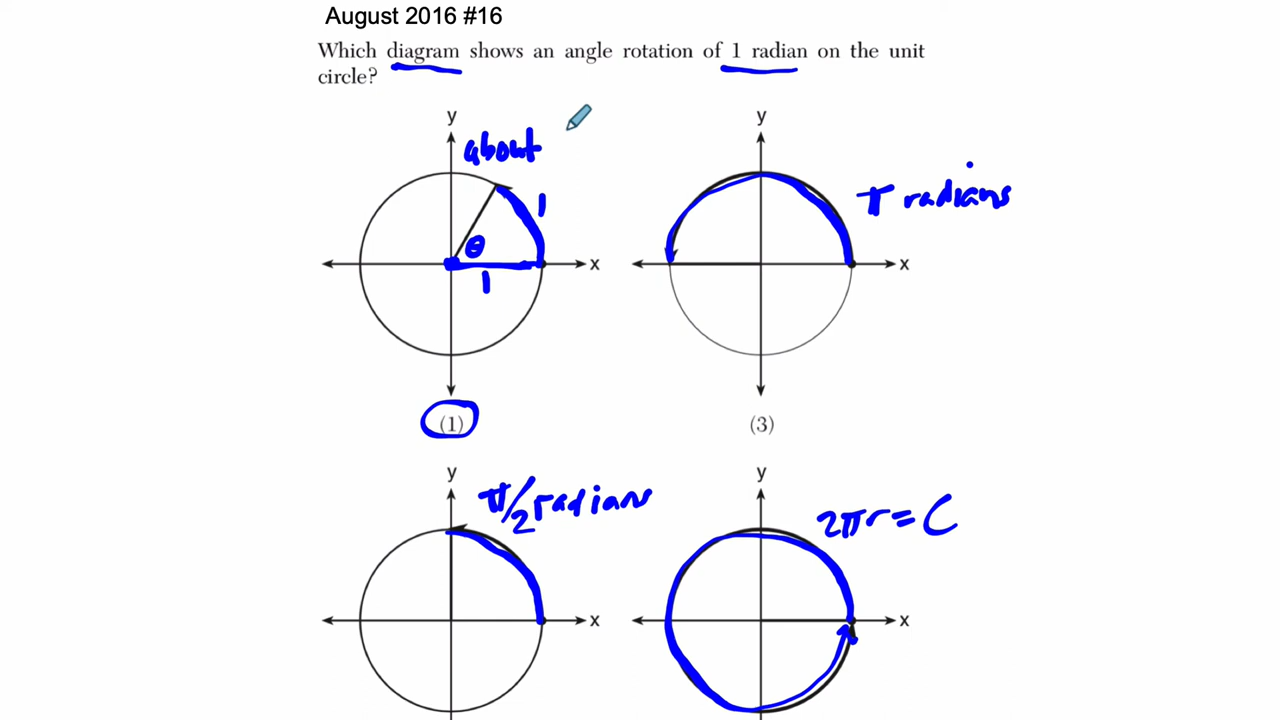 August 2016 #16
Which diagram shows an angle rotation of 1 radian on the unit
circle?
y
about
1
θ
x
1
(1)
y
π radians
x
(3)
y
π/2 radians
x
y
2πr = C
x